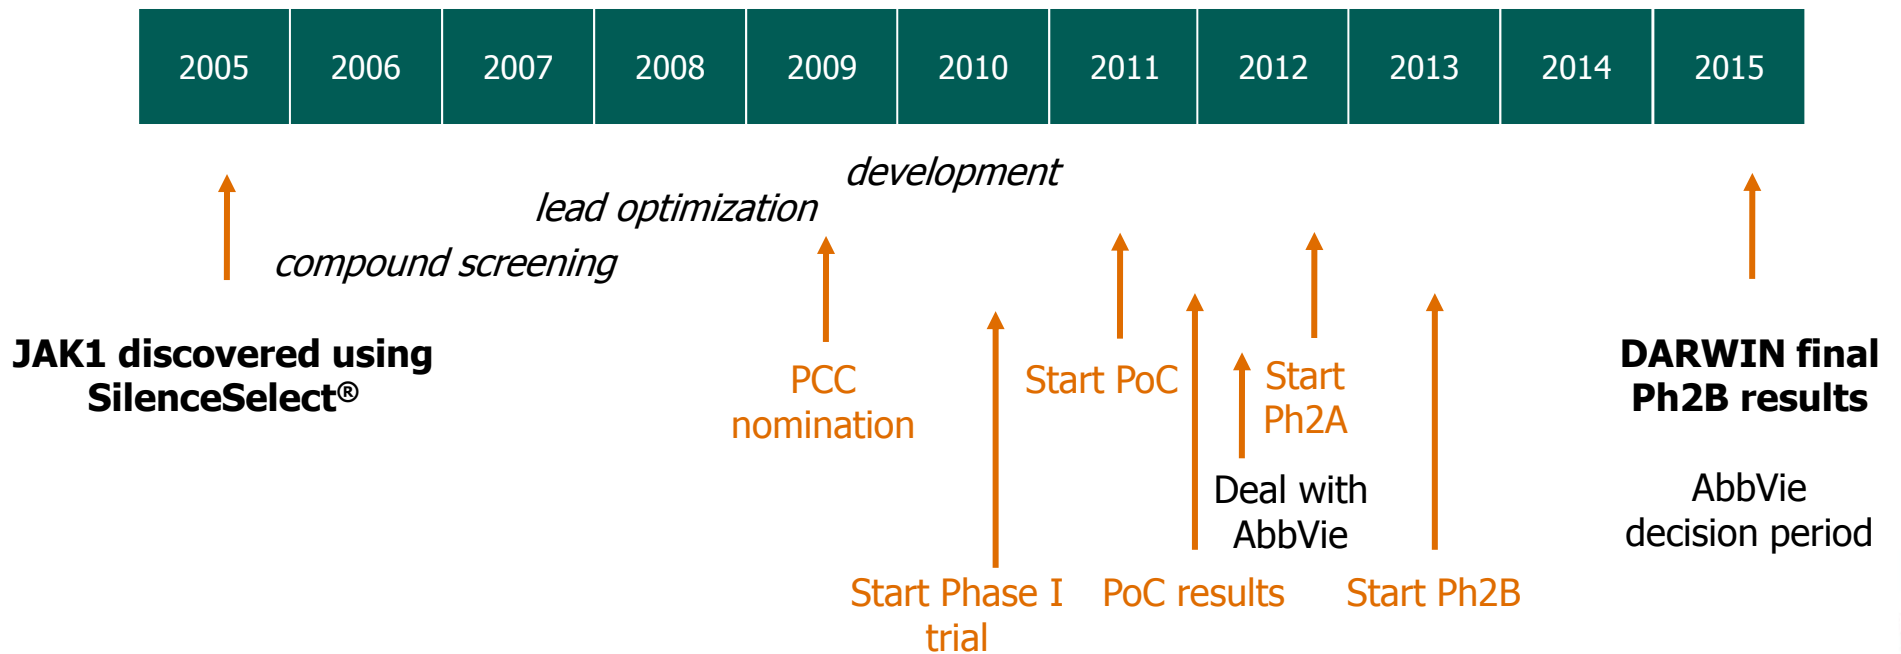 2005 2006 2007 2008 2009 2010 2011 2012 2013 2014 2015
development
lead optimization
compound screening
JAK1 discovered using
SilenceSelect®
PCC
nomination
Start Phase I
trial
Start PoC
PoC results
Deal with
AbbVie
Start
Ph2A
Start Ph2B
DARWIN final
Ph2B results
AbbVie
decision period